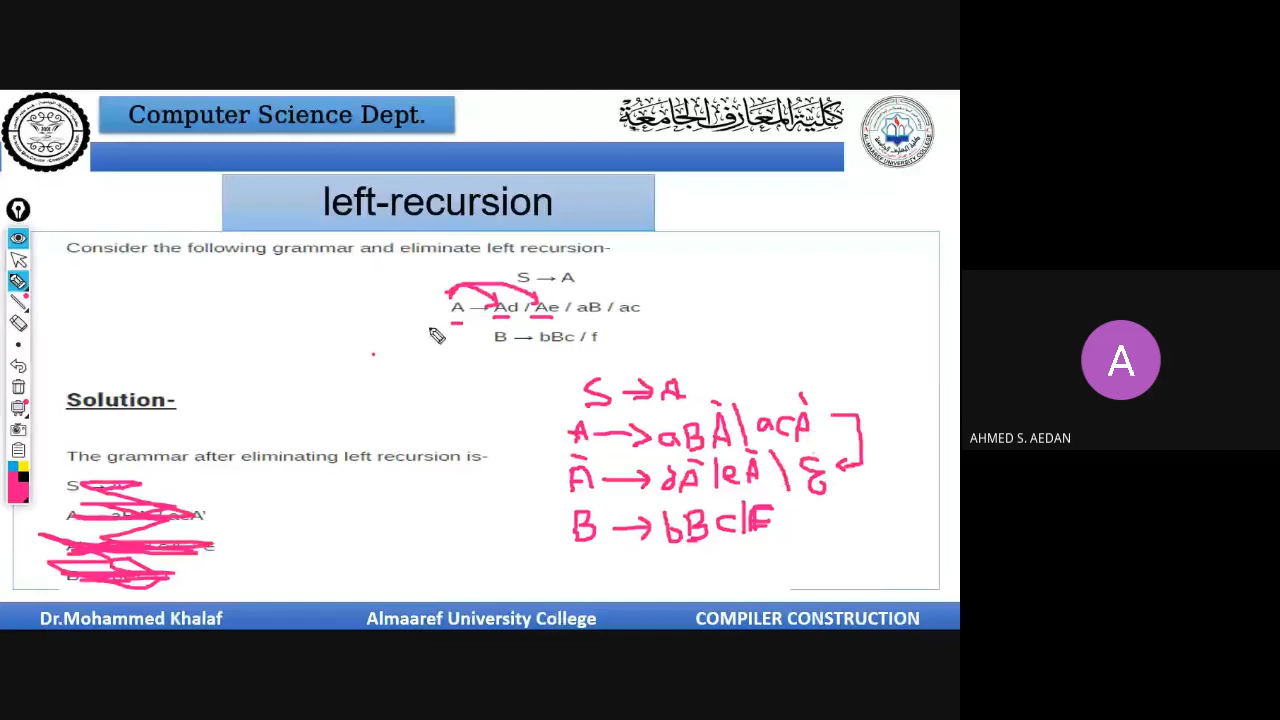 Computer Science Dept.
كلية المعارف الجامعة
left-recursion
Consider the following grammar and eliminate left recursion-
S → A
A → Ad / Ae / aB / ac
B → bBc / f
Solution-
The grammar after eliminating left recursion is-
S → A
A → aBA' | acA'
A' → dA' | eA' | ε
B → bBc | F
AHMED S. AEDAN
A
Dr.Mohammed Khalaf
Almaaref University College
COMPILER CONSTRUCTION